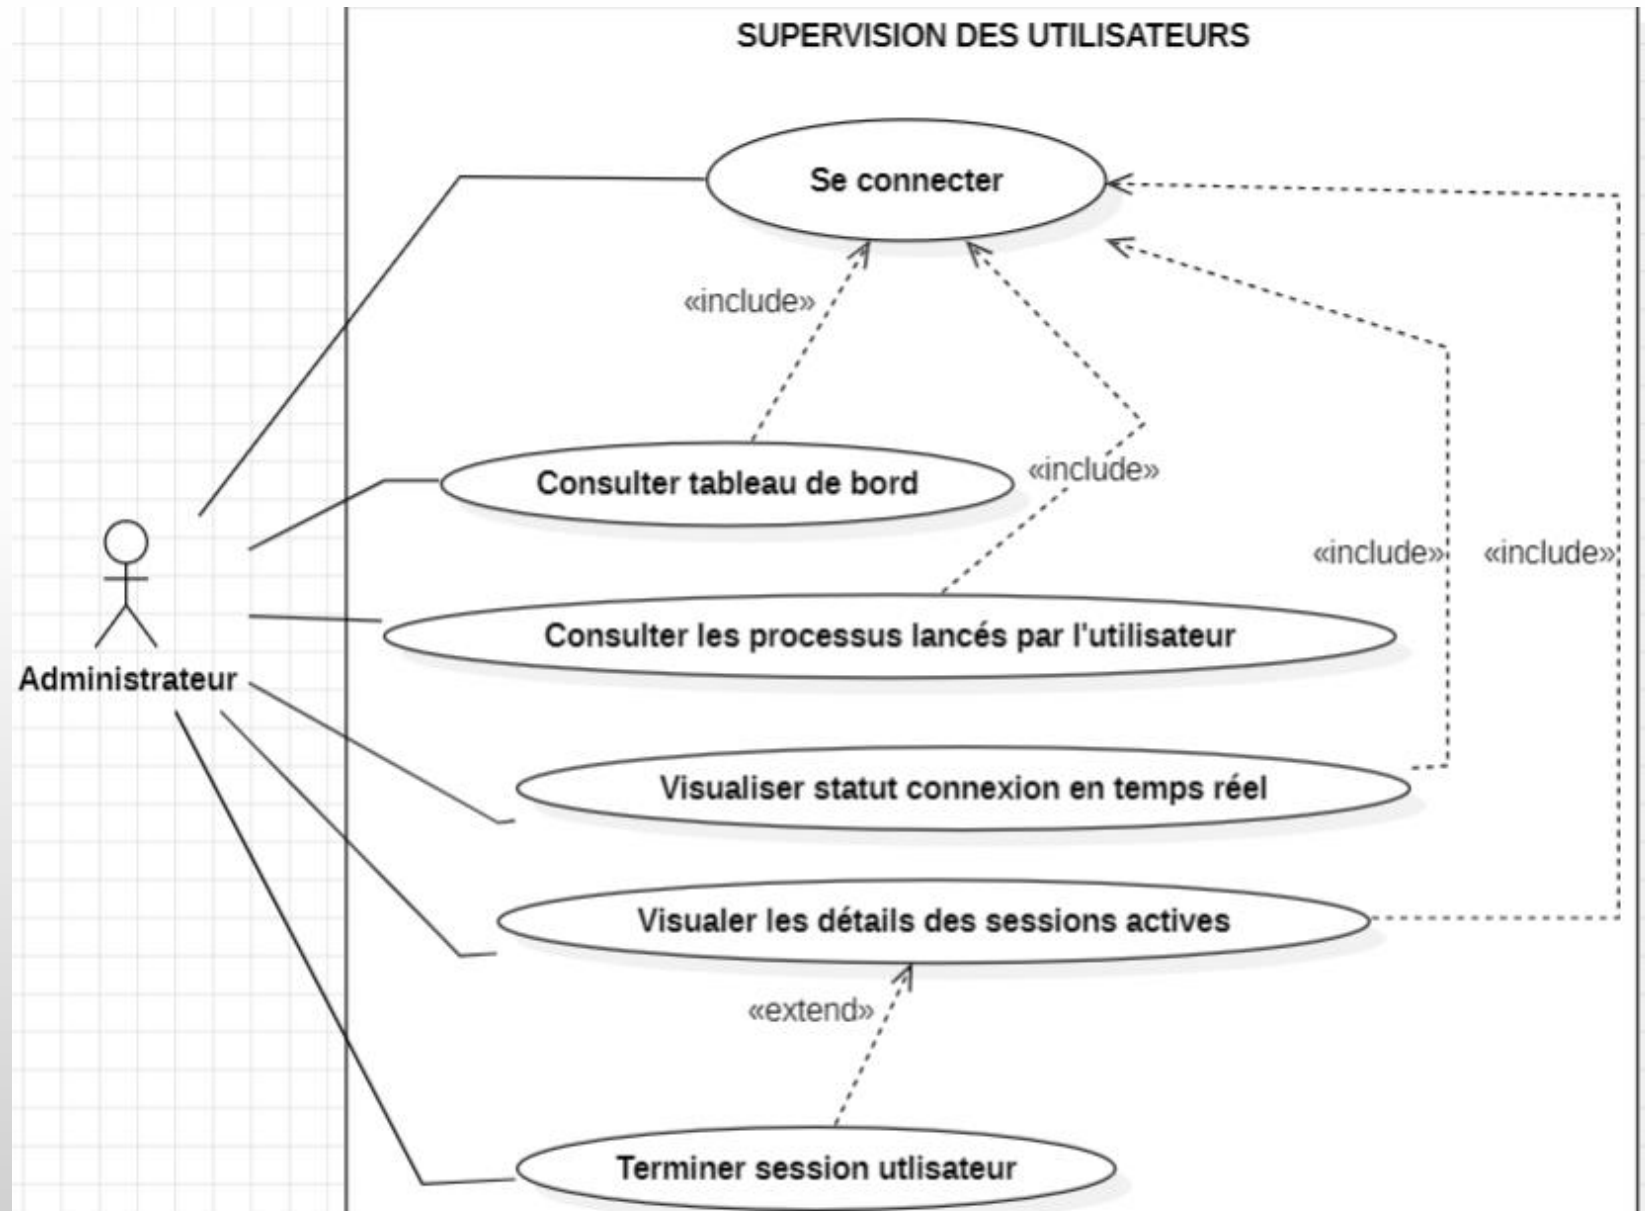 SUPERVISION DES UTILISATEURS
Se connecter
«include»
Consulter tableau de bord
«include»
«include»
«include»
Consulter les processus lancés par l'utilisateur
Administrateur
Visualiser statut connexion en temps réel
Visualer les détails des sessions actives
«extend»
Terminer session utlisateur